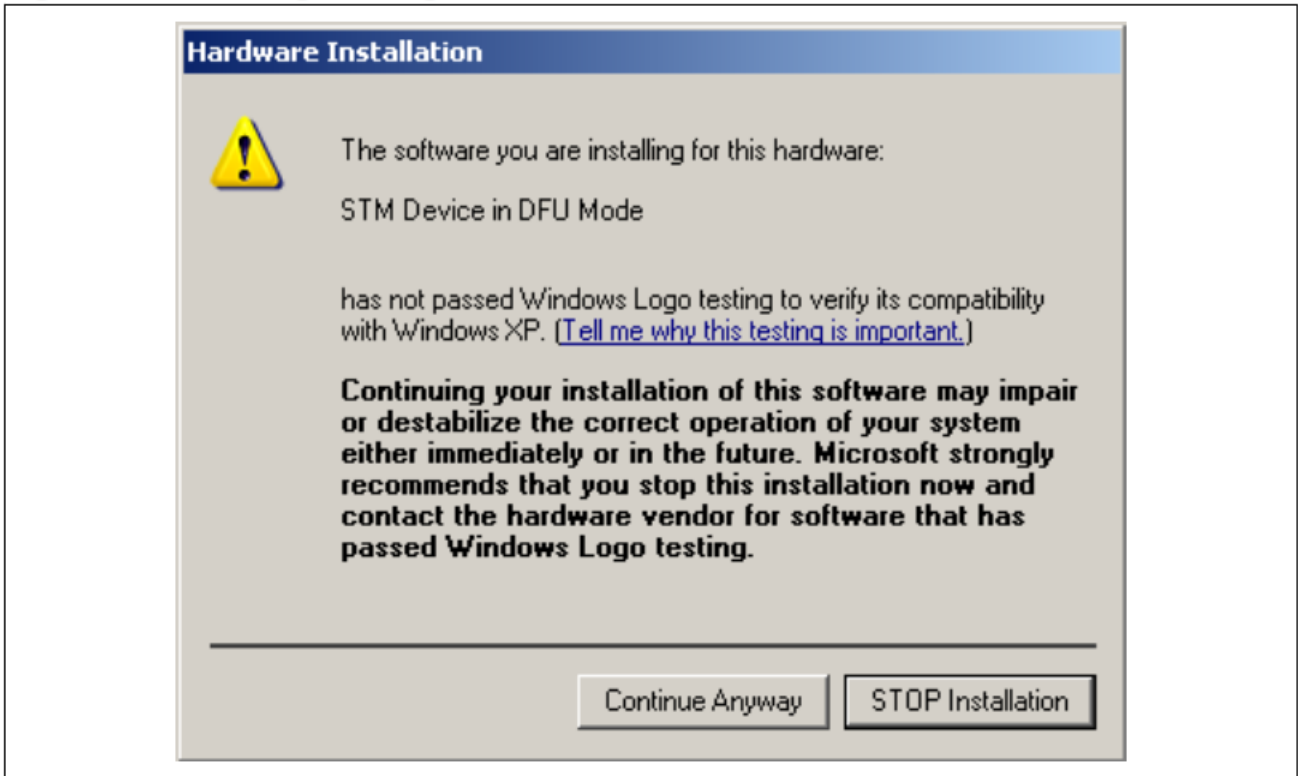 Hardware Installation
The software you are installing for this hardware:
STM Device in DFU Mode
has not passed Windows Logo testing to verify its compatibility
with Windows XP. (Tell me why this testing is important.)
Continuing your installation of this software may impair
or destabilize the correct operation of your system
either immediately or in the future. Microsoft strongly
recommends that you stop this installation now and
contact the hardware vendor for software that has
passed Windows Logo testing.
Continue Anyway STOP Installation